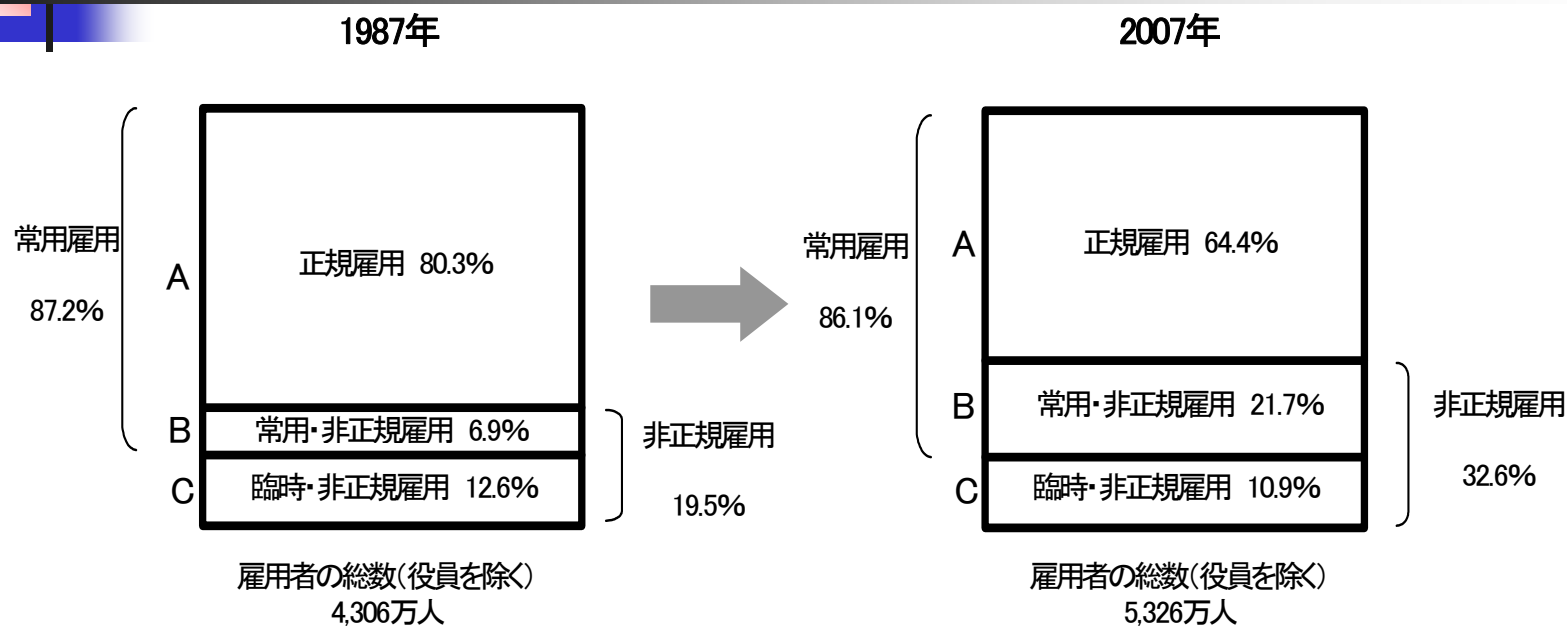 1987年
常用雇用
87.2%
A
正規雇用 80.3%
B
常用・非正規雇用 6.9%
C
臨時・非正規雇用 12.6%
非正規雇用
19.5%
雇用者の総数(役員を除く)
4,306万人
2007年
常用雇用
86.1%
A
正規雇用 64.4%
B
常用・非正規雇用 21.7%
C
臨時・非正規雇用 10.9%
非正規雇用
32.6%
雇用者の総数(役員を除く)
5,326万人